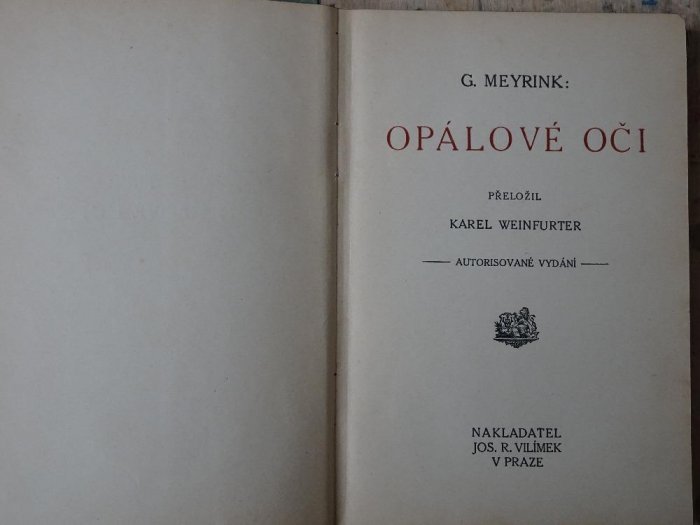 G. MEYRINK:
OPÁLOVÉ OČI
PŘELOŽIL
KAREL WEINFURTER
AUTORISOVANÉ VYDÁNÍ
NAKLADATEL
JOS. R. VILÍMEK
V PRAZE